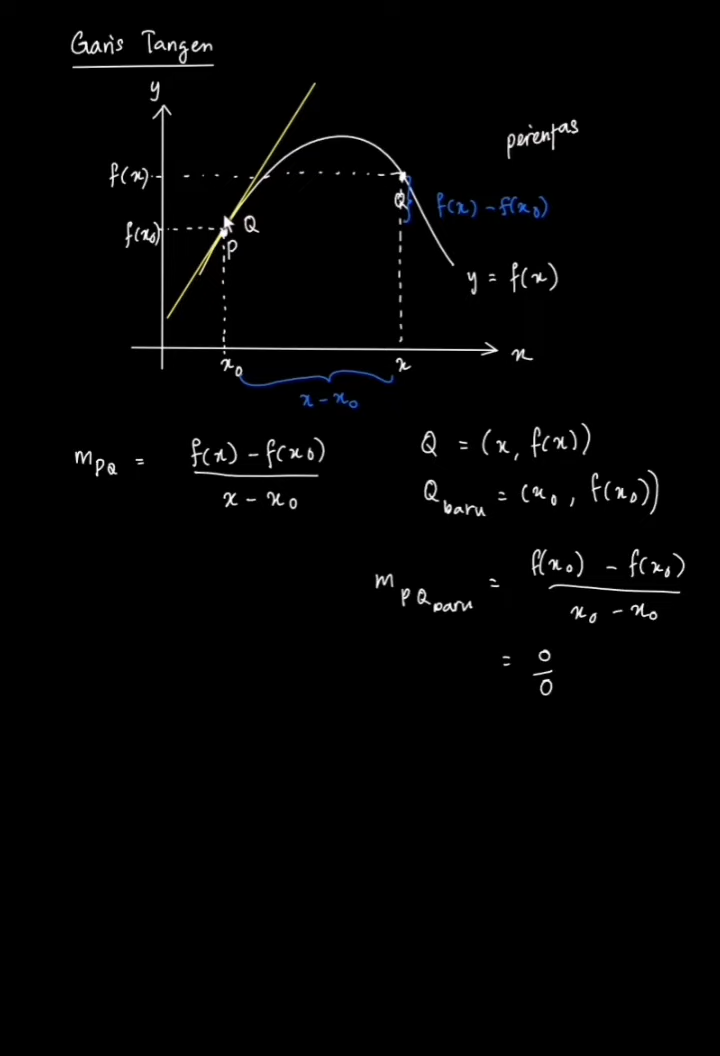 Garis Tangen
y
perentas
f(x)
Q
f(x) - f(x₀)
Q
f(x₀)
P
y = f(x)
x₀
x
x
x - x₀
m_PQ = (f(x) - f(x₀)) / (x - x₀)
Q = (x, f(x))
Q_baru = (x₀, f(x₀))
m_PQ_baru = (f(x₀) - f(x₀)) / (x₀ - x₀)
= 0/0